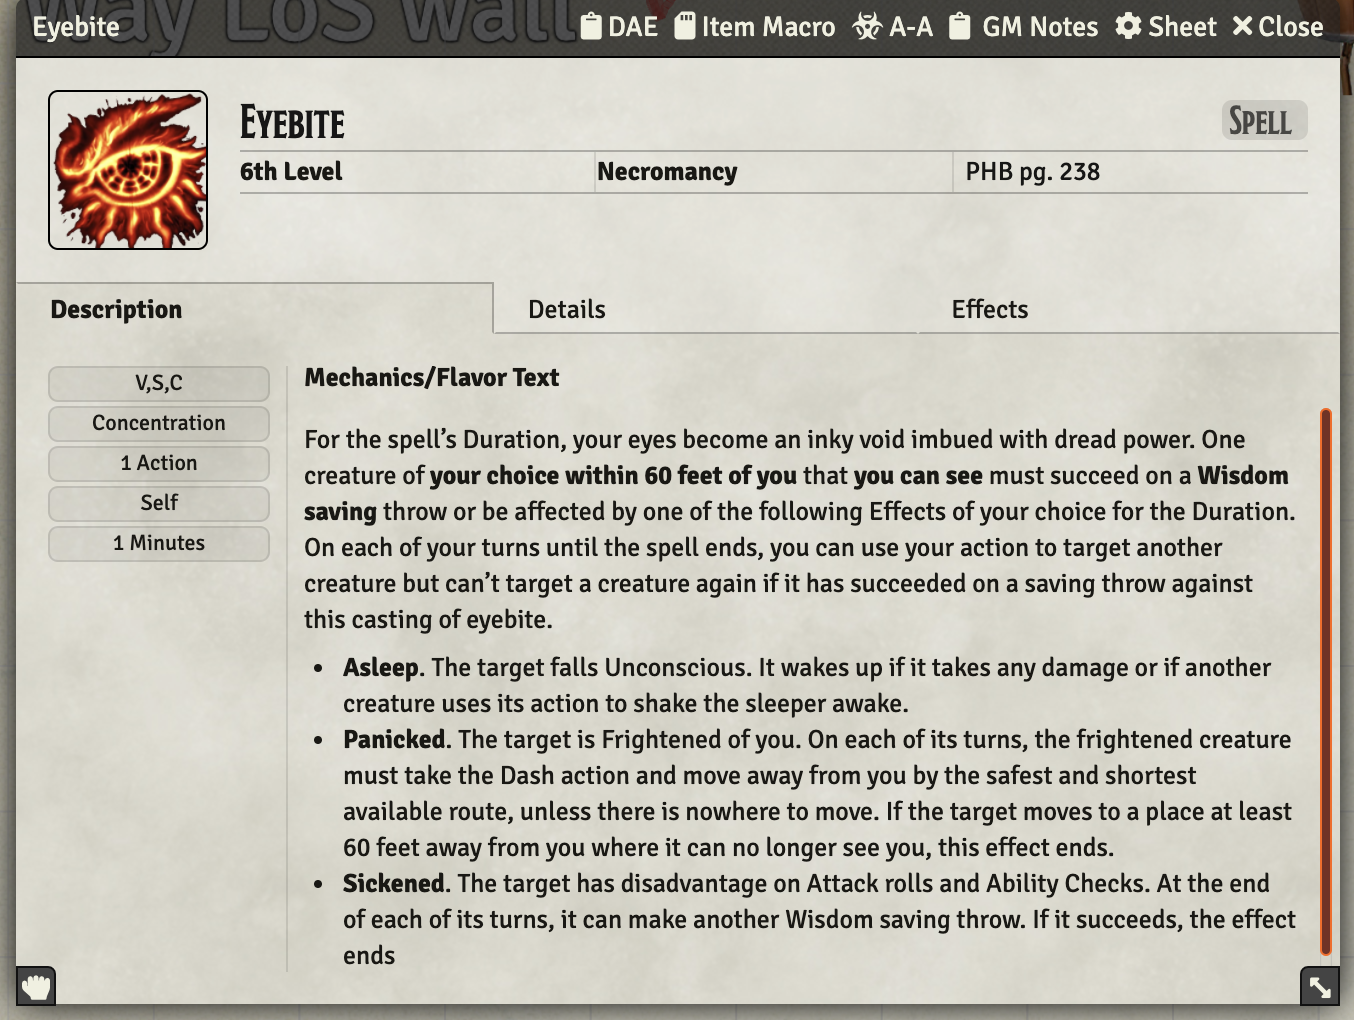 way LoS wall
Eyebite DAE Item Macro A-A GM Notes Sheet Close
Eyebite
Spell
6th Level Necromancy PHB pg. 238
Description Details Effects
V,S,C
Concentration
1 Action
Self
1 Minutes
Mechanics/Flavor Text
For the spell’s Duration, your eyes become an inky void imbued with dread power. One
creature of your choice within 60 feet of you that you can see must succeed on a Wisdom
saving throw or be affected by one of the following Effects of your choice for the Duration.
On each of your turns until the spell ends, you can use your action to target another
creature but can’t target a creature again if it has succeeded on a saving throw against
this casting of eyebite.
• Asleep. The target falls Unconscious. It wakes up if it takes any damage or if another
creature uses its action to shake the sleeper awake.
• Panicked. The target is Frightened of you. On each of its turns, the frightened creature
must take the Dash action and move away from you by the safest and shortest
available route, unless there is nowhere to move. If the target moves to a place at least
60 feet away from you where it can no longer see you, this effect ends.
• Sickened. The target has disadvantage on Attack rolls and Ability Checks. At the end
of each of its turns, it can make another Wisdom saving throw. If it succeeds, the effect
ends